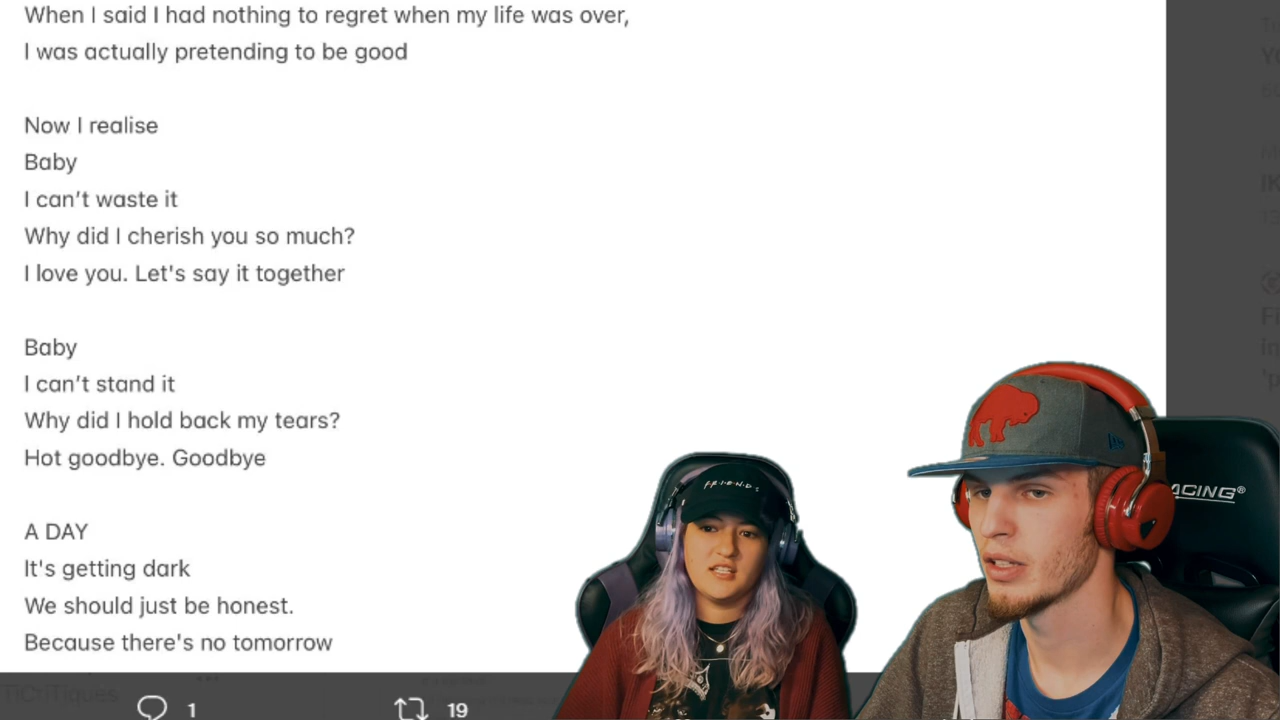 When I said I had nothing to regret when my life was over,
I was actually pretending to be good
Now I realise
Baby
I can’t waste it
Why did I cherish you so much?
I love you. Let's say it together
Baby
I can’t stand it
Why did I hold back my tears?
Hot goodbye. Goodbye
A DAY
It's getting dark
We should just be honest.
Because there's no tomorrow
TiCriTiques
1
19
F·R·I·E·N·D·S
ACING®